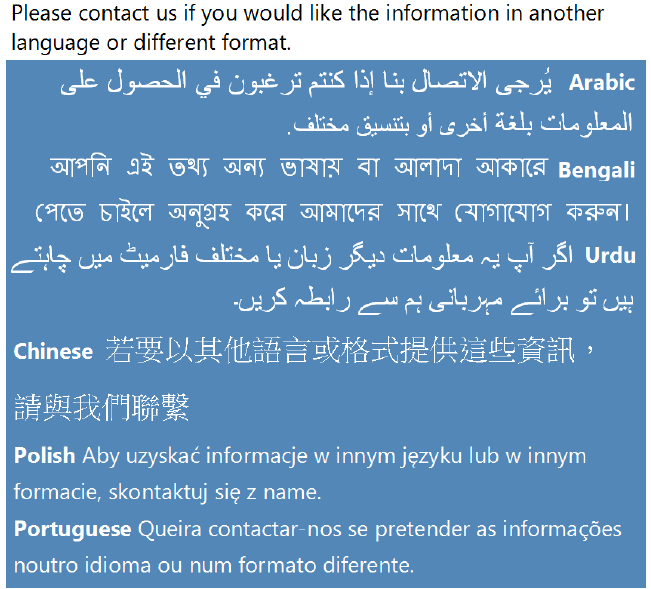 Please contact us if you would like the information in another
language or different format.
Arabic يُرجى الاتصال بنا إذا كنتم ترغبون في الحصول على
المعلومات بلغة أخرى أو بتنسيق مختلف.
আপনি এই তথ্য অন্য ভাষায় বা আলাদা আকারে Bengali
পেতে চাইলে অনুগ্রহ করে আমাদের সাথে যোগাযোগ করুন।
Urdu اگر آپ یہ معلومات دیگر زبان یا مختلف فارمیٹ میں چاہتے
ہیں تو برائے مہربانی ہم سے رابطہ کریں۔
Chinese 若要以其他語言或格式提供這些資訊，
請與我們聯繫
Polish Aby uzyskać informacje w innym języku lub w innym
formacie, skontaktuj się z name.
Portuguese Queira contactar-nos se pretender as informações
noutro idioma ou num formato diferente.